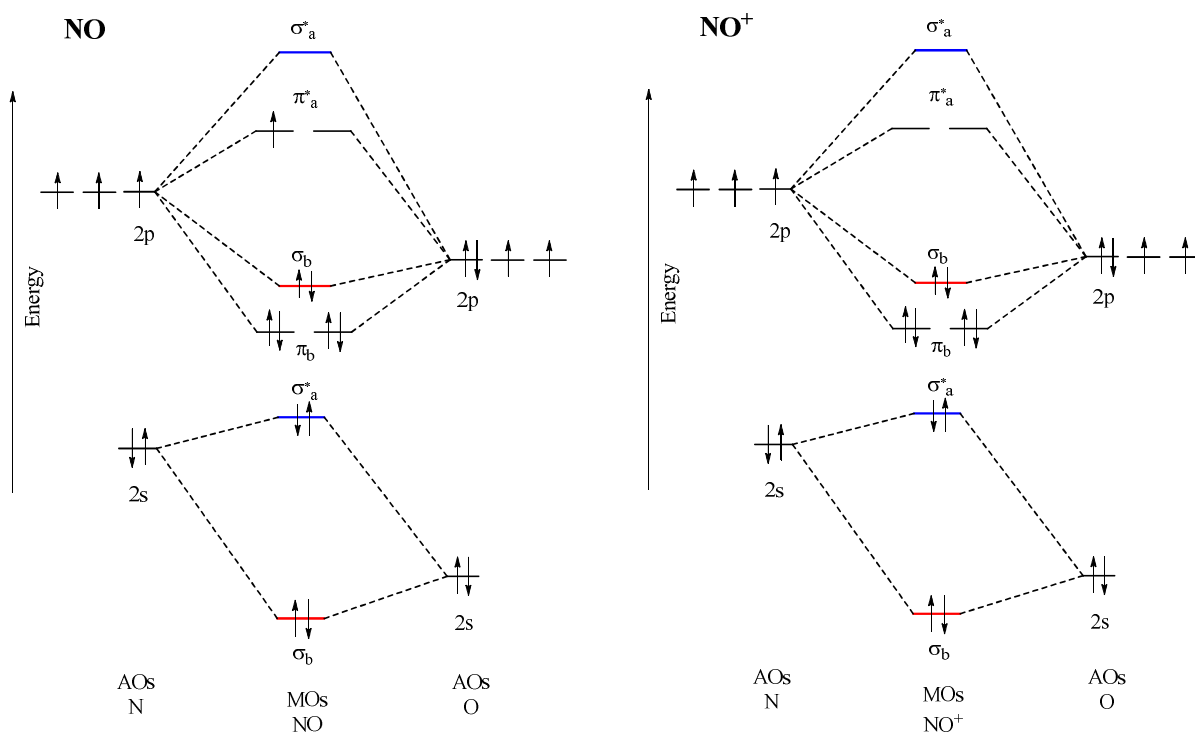 NO
σ*a
π*a
2p
σb
2p
πb
σ*a
2s
2s
σb
Energy
AOs
N
MOs
NO
AOs
O
NO⁺
σ*a
π*a
2p
σb
2p
πb
σ*a
2s
2s
σb
Energy
AOs
N
MOs
NO⁺
AOs
O